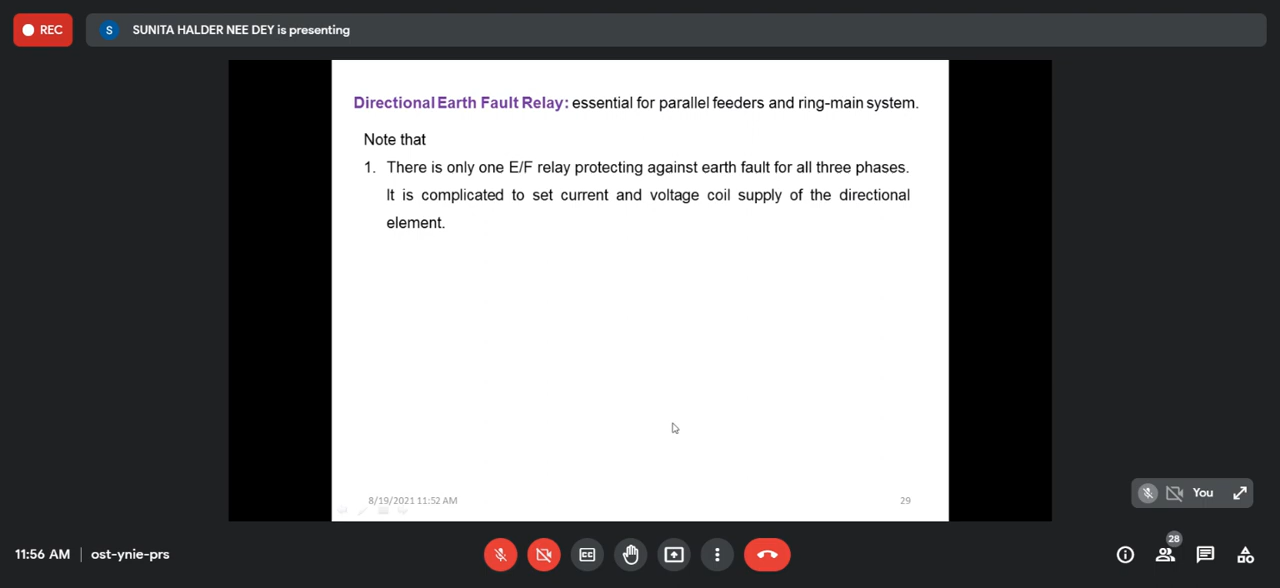 REC
S SUNITA HALDER NEE DEY is presenting
Directional Earth Fault Relay: essential for parallel feeders and ring-main system.
Note that
1. There is only one E/F relay protecting against earth fault for all three phases.
It is complicated to set current and voltage coil supply of the directional
element.
8/19/2021 11:52 AM 29
You
11:56 AM | ost-ynie-prs
CC
28